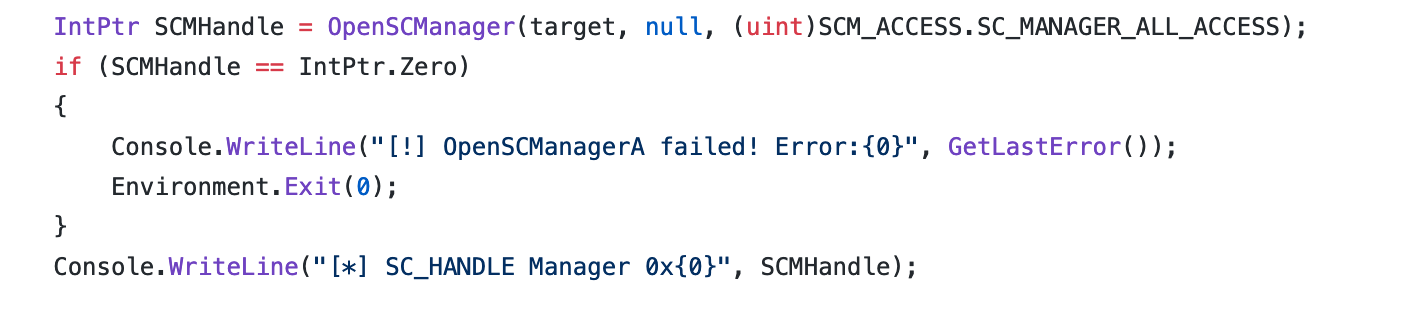 IntPtr SCMHandle = OpenSCManager(target, null, (uint)SCM_ACCESS.SC_MANAGER_ALL_ACCESS);
if (SCMHandle == IntPtr.Zero)
{
    Console.WriteLine("[!] OpenSCManagerA failed! Error:{0}", GetLastError());
    Environment.Exit(0);
}
Console.WriteLine("[*] SC_HANDLE Manager 0x{0}", SCMHandle);